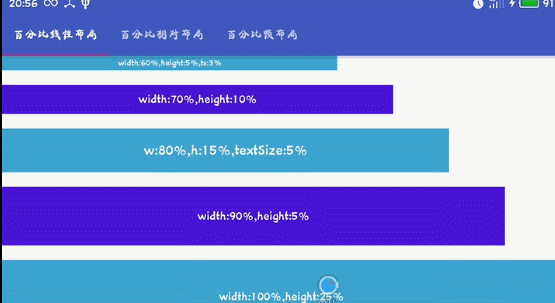 20:56 91
百分比线性布局 百分比相对布局 百分比帧布局
width:60%,height:5%,ts:3%
width:70%,height:10%
w:80%,h:15%,textSize:5%
width:90%,height:5%
width:100%,height:25%